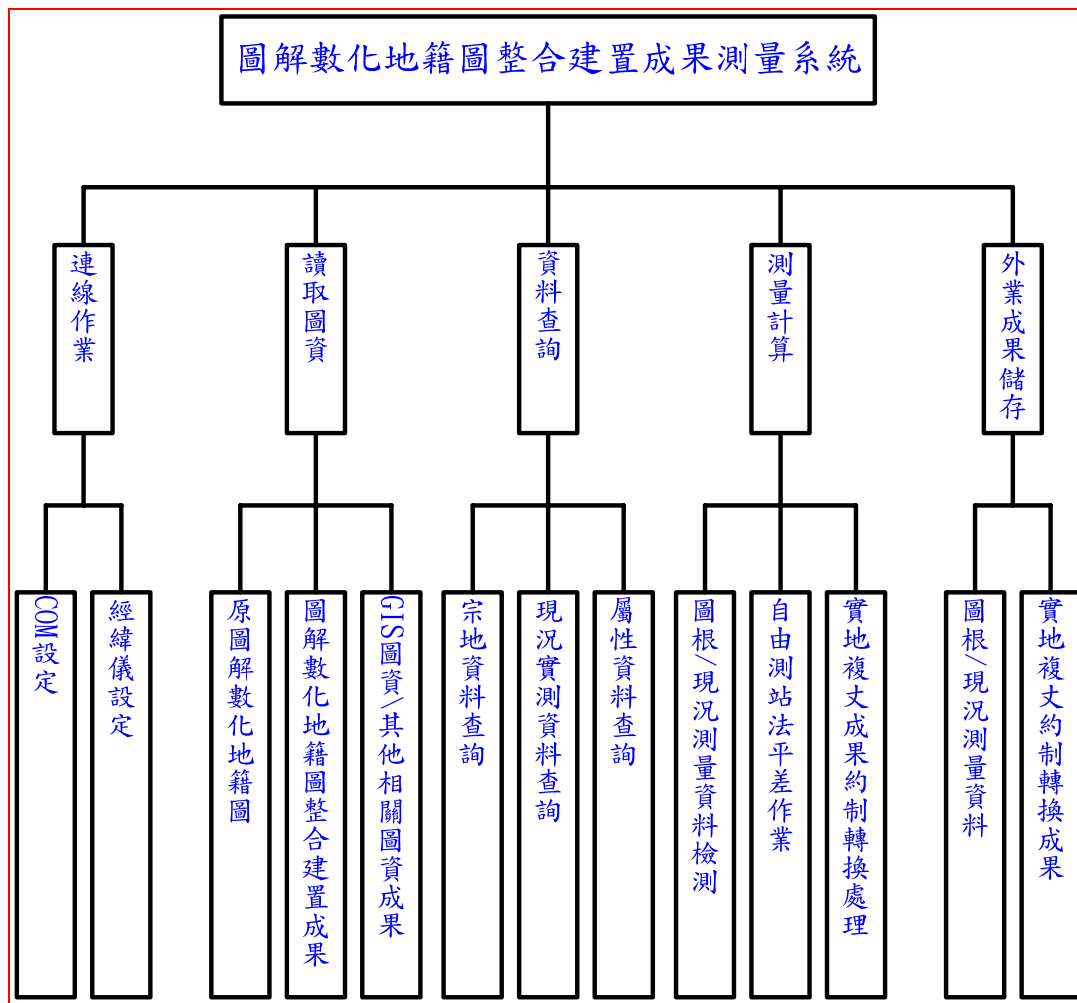 圖解數化地籍圖整合建置成果測量系統
連線作業
讀取圖資
資料查詢
測量計算
外業成果儲存
COM設定
經緯儀設定
原圖解數化地籍圖
圖解數化地籍圖整合建置成果
GIS圖資\其他相關圖資成果
宗地資料查詢
現況實測資料查詢
屬性資料查詢
圖根/現況測量資料檢測
自由測站法平差作業
實地複丈成果約制轉換處理
圖根/現況測量資料
實地複丈約制轉換成果